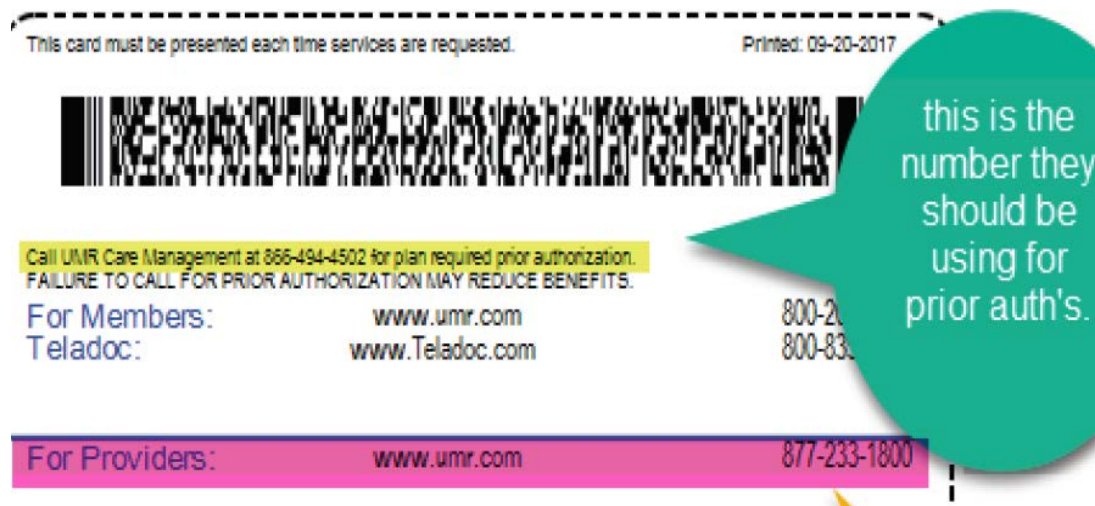 This card must be presented each time services are requested. Printed: 09-20-2017
this is the
number they
should be
using for
prior auth's.
Call UMR Care Management at 866-494-4502 for plan required prior authorization.
FAILURE TO CALL FOR PRIOR AUTHORIZATION MAY REDUCE BENEFITS.
For Members: www.umr.com
Teladoc: www.Teladoc.com
For Providers: www.umr.com 877-233-1800